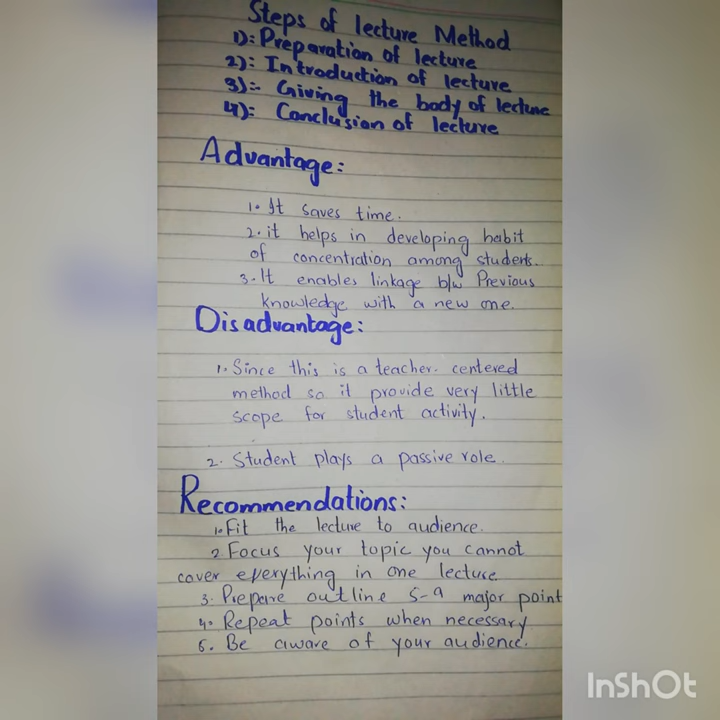 Steps of lecture Method
1):Preparation of lecture
2): Introduction of lecture
3):- Giving the body of lecture
4): Conclusion of lecture
Advantage:
1. It saves time.
2. it helps in developing habit
of concentration among students.
3. It enables linkage b/w Previous
knowledge with a new one.
Disadvantage:
1. Since this is a teacher. centered
method so it provide very little
scope for student activity.
2. Student plays a passive role.
Recommendations:
1. Fit the lecture to audience.
2 Focus your topic you cannot
cover everything in one lecture
3. Prepare outline 5-9 major point
4. Repeat points when necessary
5. Be aware of your audience.
InShOt